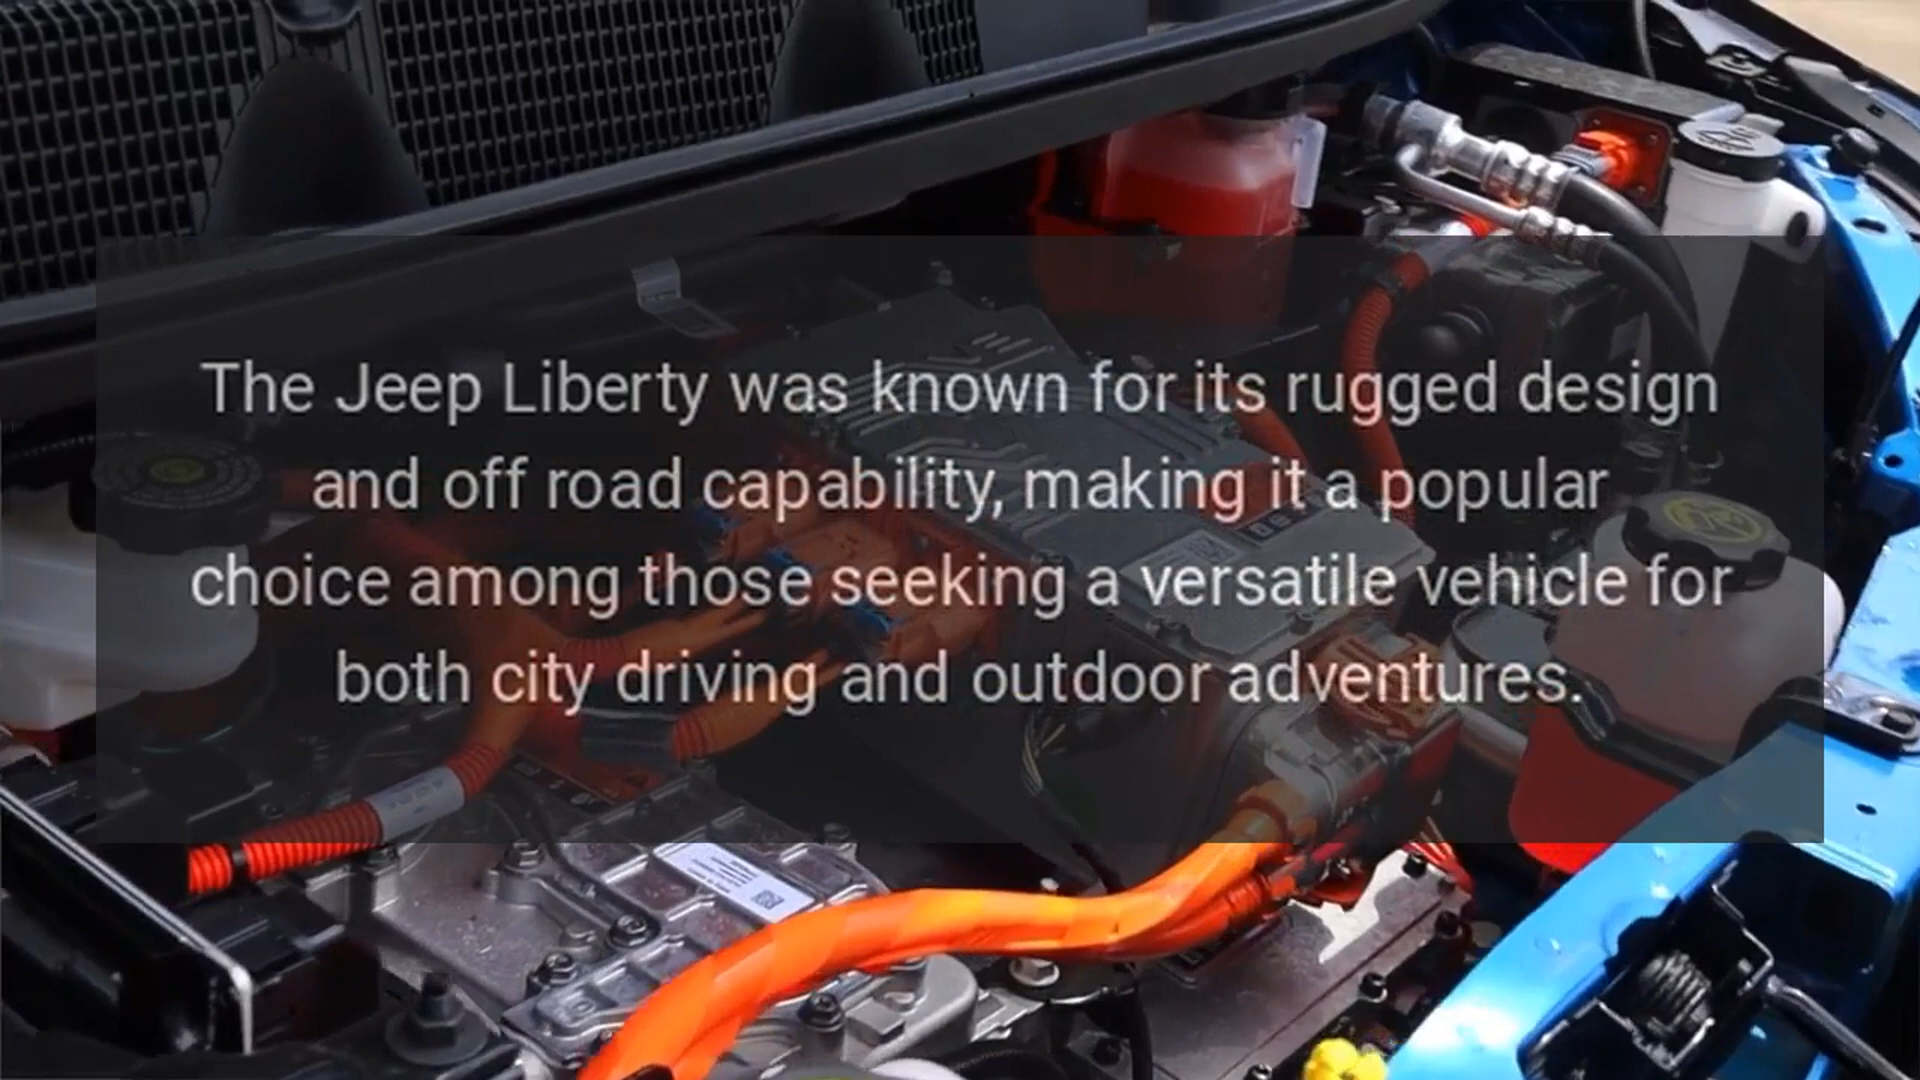 The Jeep Liberty was known for its rugged design
and off road capability, making it a popular
choice among those seeking a versatile vehicle for
both city driving and outdoor adventures.